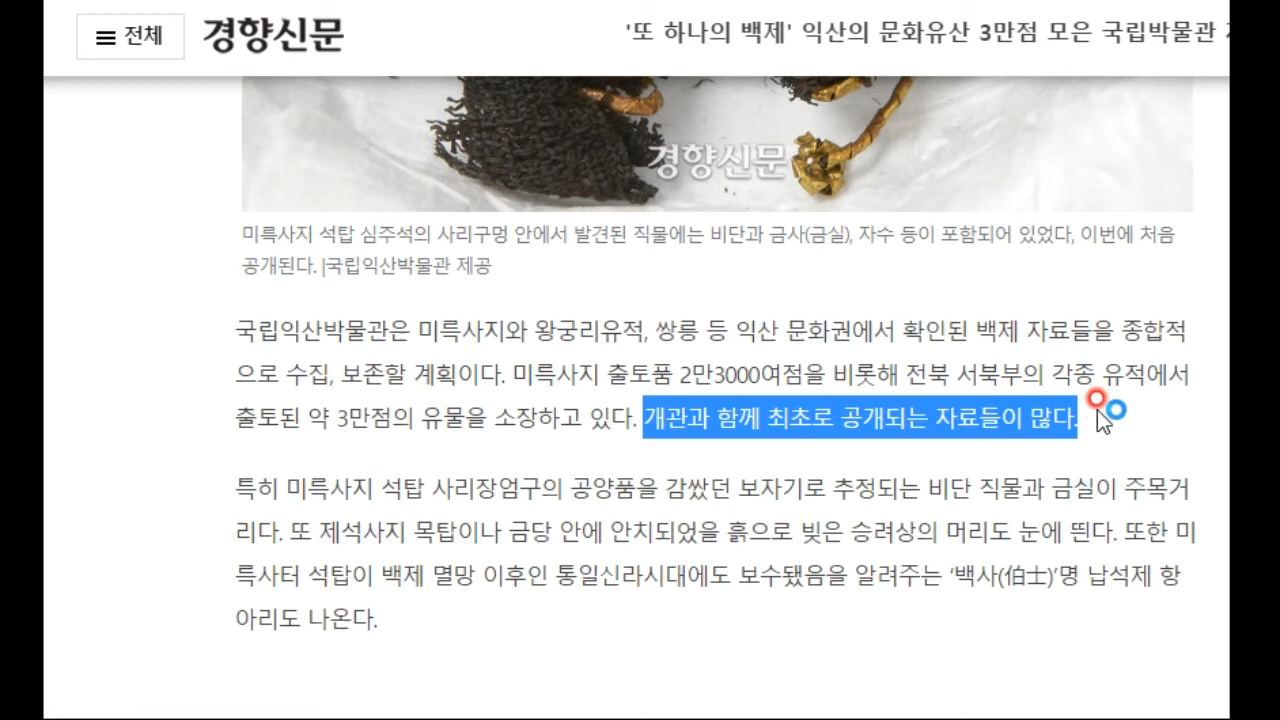 전체
경향신문
'또 하나의 백제' 익산의 문화유산 3만점 모은 국립박물관
경향신문
미륵사지 석탑 심주석의 사리구멍 안에서 발견된 직물에는 비단과 금사(금실), 자수 등이 포함되어 있었다, 이번에 처음
공개된다. |국립익산박물관 제공
국립익산박물관은 미륵사지와 왕궁리유적, 쌍릉 등 익산 문화권에서 확인된 백제 자료들을 종합적
으로 수집, 보존할 계획이다. 미륵사지 출토품 2만3000여점을 비롯해 전북 서북부의 각종 유적에서
출토된 약 3만점의 유물을 소장하고 있다. 개관과 함께 최초로 공개되는 자료들이 많다.
특히 미륵사지 석탑 사리장엄구의 공양품을 감쌌던 보자기로 추정되는 비단 직물과 금실이 주목거
리다. 또 제석사지 목탑이나 금당 안에 안치되었을 흙으로 빚은 승려상의 머리도 눈에 띈다. 또한 미
륵사터 석탑이 백제 멸망 이후인 통일신라시대에도 보수됐음을 알려주는 ‘백사(伯士)’명 납석제 항
아리도 나온다.